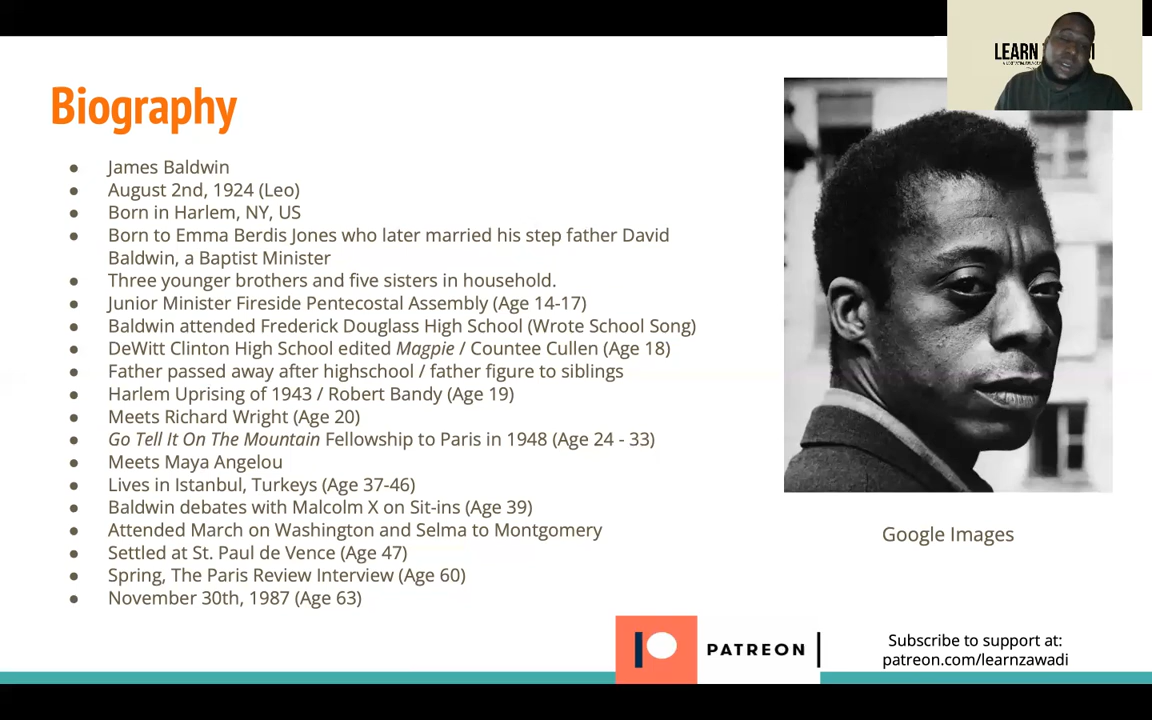 LEARN
Biography
● James Baldwin
● August 2nd, 1924 (Leo)
● Born in Harlem, NY, US
● Born to Emma Berdis Jones who later married his step father David
Baldwin, a Baptist Minister
● Three younger brothers and five sisters in household.
● Junior Minister Fireside Pentecostal Assembly (Age 14-17)
● Baldwin attended Frederick Douglass High School (Wrote School Song)
● DeWitt Clinton High School edited Magpie / Countee Cullen (Age 18)
● Father passed away after highschool / father figure to siblings
● Harlem Uprising of 1943 / Robert Bandy (Age 19)
● Meets Richard Wright (Age 20)
● Go Tell It On The Mountain Fellowship to Paris in 1948 (Age 24 - 33)
● Meets Maya Angelou
● Lives in Istanbul, Turkeys (Age 37-46)
● Baldwin debates with Malcolm X on Sit-ins (Age 39)
● Attended March on Washington and Selma to Montgomery
● Settled at St. Paul de Vence (Age 47)
● Spring, The Paris Review Interview (Age 60)
● November 30th, 1987 (Age 63)
Google Images
PATREON
Subscribe to support at:
patreon.com/learnzawadi